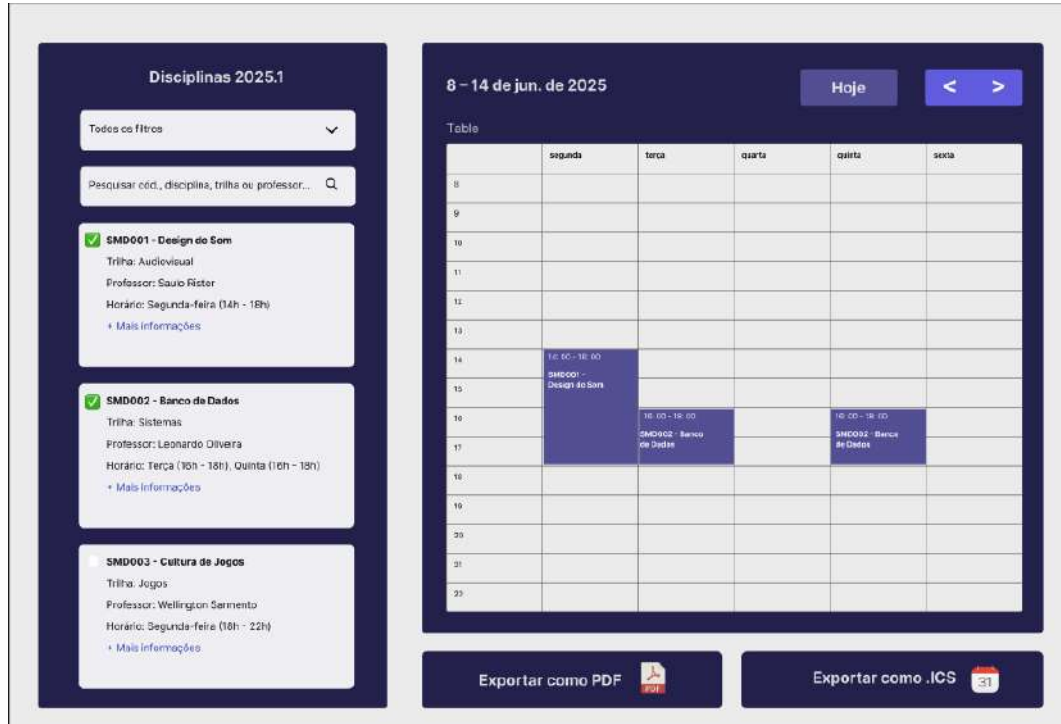 Disciplinas 2025.1
Todos os filtros
Pesquisar cód., disciplina, trilha ou professor...
SMD001 - Design do Som
Trilha: Audiovisual
Professor: Saulo Rister
Horário: Segunda-feira (14h - 18h)
+ Mais informações
SMD002 - Banco de Dados
Trilha: Sistemas
Professor: Leonardo Oliveira
Horário: Terça (16h - 18h), Quinta (16h - 18h)
+ Mais informações
SMD003 - Cultura de Jogos
Trilha: Jogos
Professor: Wellington Sarmento
Horário: Segunda-feira (18h - 22h)
+ Mais informações
8 – 14 de jun. de 2025
Hoje
< >
Table
segunda terça quarta quinta sexta
8
9
10
11
12
13
14
15
16
17
18
19
20
21
22
14:00 - 18:00
SMD001 -
Design do Som
16:00 - 18:00
SMD002 - Banco
de Dados
16:00 - 18:00
SMD002 - Banco
de Dados
Exportar como PDF
PDF
Exportar como .ICS
31